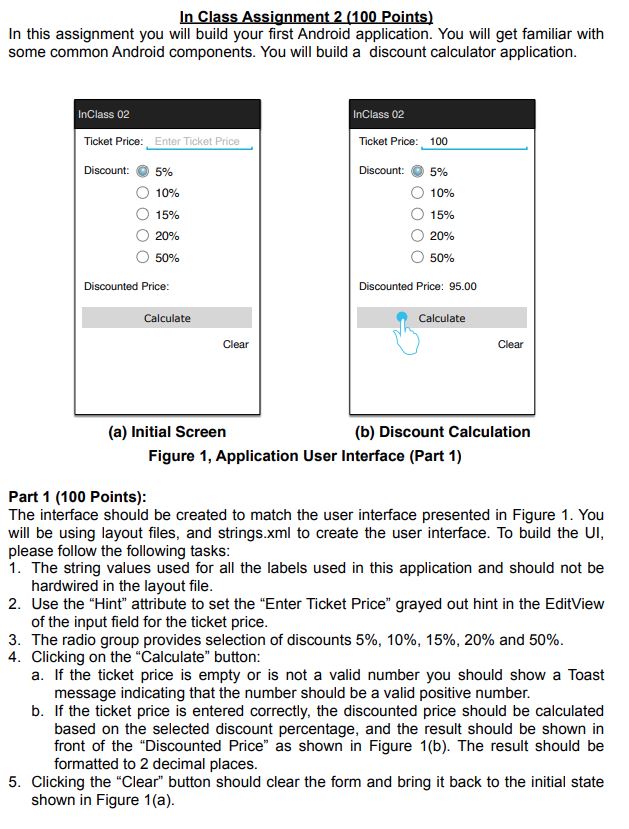 In Class Assignment 2 (100 Points)
In this assignment you will build your first Android application. You will get familiar with
some common Android components. You will build a discount calculator application.
InClass 02
Ticket Price: Enter Ticket Price
Discount: 5%
10%
15%
20%
50%
Discounted Price:
Calculate
Clear
InClass 02
Ticket Price: 100
Discount: 5%
10%
15%
20%
50%
Discounted Price: 95.00
Calculate
Clear
(a) Initial Screen
(b) Discount Calculation
Figure 1, Application User Interface (Part 1)
Part 1 (100 Points):
The interface should be created to match the user interface presented in Figure 1. You
will be using layout files, and strings.xml to create the user interface. To build the UI,
please follow the following tasks:
1. The string values used for all the labels used in this application and should not be
hardwired in the layout file.
2. Use the “Hint” attribute to set the “Enter Ticket Price” grayed out hint in the EditView
of the input field for the ticket price.
3. The radio group provides selection of discounts 5%, 10%, 15%, 20% and 50%.
4. Clicking on the “Calculate” button:
a. If the ticket price is empty or is not a valid number you should show a Toast
message indicating that the number should be a valid positive number.
b. If the ticket price is entered correctly, the discounted price should be calculated
based on the selected discount percentage, and the result should be shown in
front of the “Discounted Price” as shown in Figure 1(b). The result should be
formatted to 2 decimal places.
5. Clicking the “Clear” button should clear the form and bring it back to the initial state
shown in Figure 1(a).